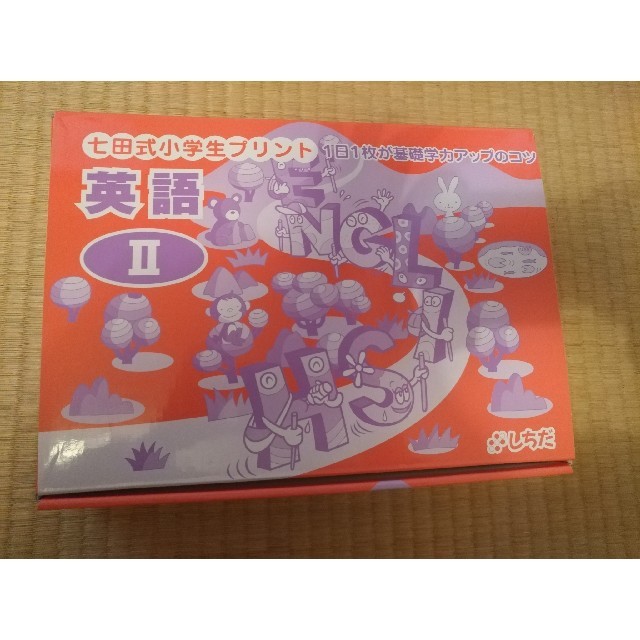 七田式小学生プリント
1日1枚が基礎学力アップのコツ
英語
II
ENGLISH
しちだ